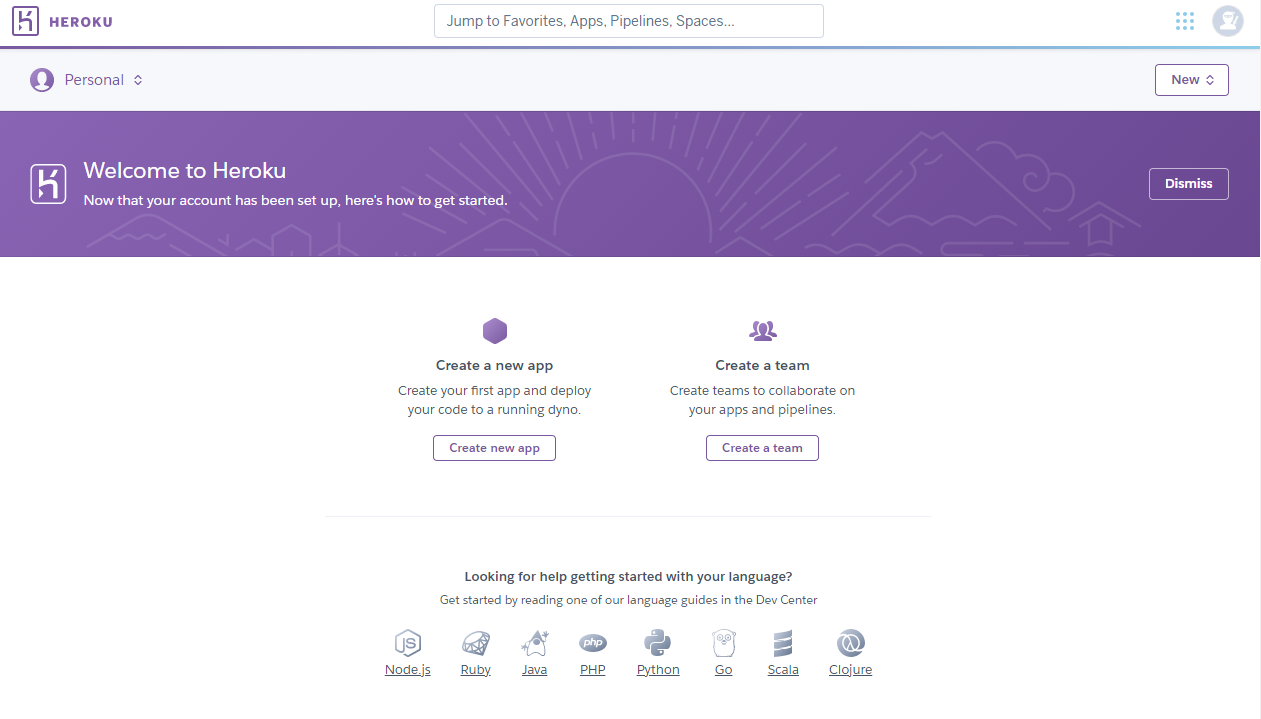 HEROKU
Jump to Favorites, Apps, Pipelines, Spaces...
Personal
New
Welcome to Heroku
Now that your account has been set up, here's how to get started.
Dismiss
Create a new app
Create your first app and deploy
your code to a running dyno.
Create new app
Create a team
Create teams to collaborate on
your apps and pipelines.
Create a team
Looking for help getting started with your language?
Get started by reading one of our language guides in the Dev Center
JS
php
Node.js Ruby Java PHP Python Go Scala Clojure